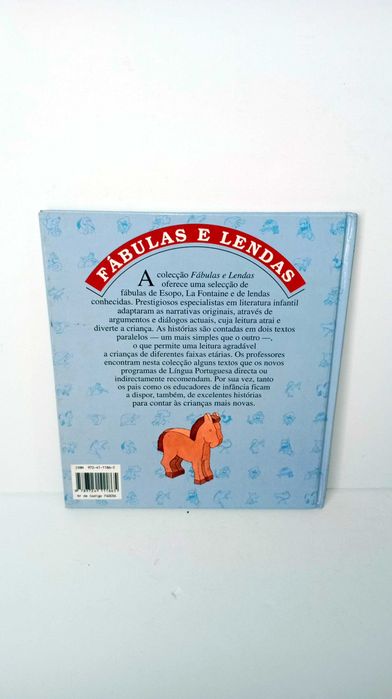 FÁBULAS E LENDAS
A colecção Fábulas e Lendas
oferece uma selecção de
fábulas de Esopo, La Fontaine e de lendas
conhecidas. Prestigiosos especialistas em literatura infantil
adaptaram as narrativas originais, através de
argumentos e diálogos actuais, cuja leitura atrai e
diverte a criança. As histórias são contadas em dois textos
paralelos — um mais simples que o outro —,
o que permite uma leitura agradável
a crianças de diferentes faixas etárias. Os professores
encontram nesta colecção alguns textos que os novos
programas de Língua Portuguesa directa ou
indirectamente recomendam. Por sua vez, tanto
os pais como os educadores de infância ficam
a dispor, também, de excelentes histórias
para contar às crianças mais novas.
ISBN
Nr de código